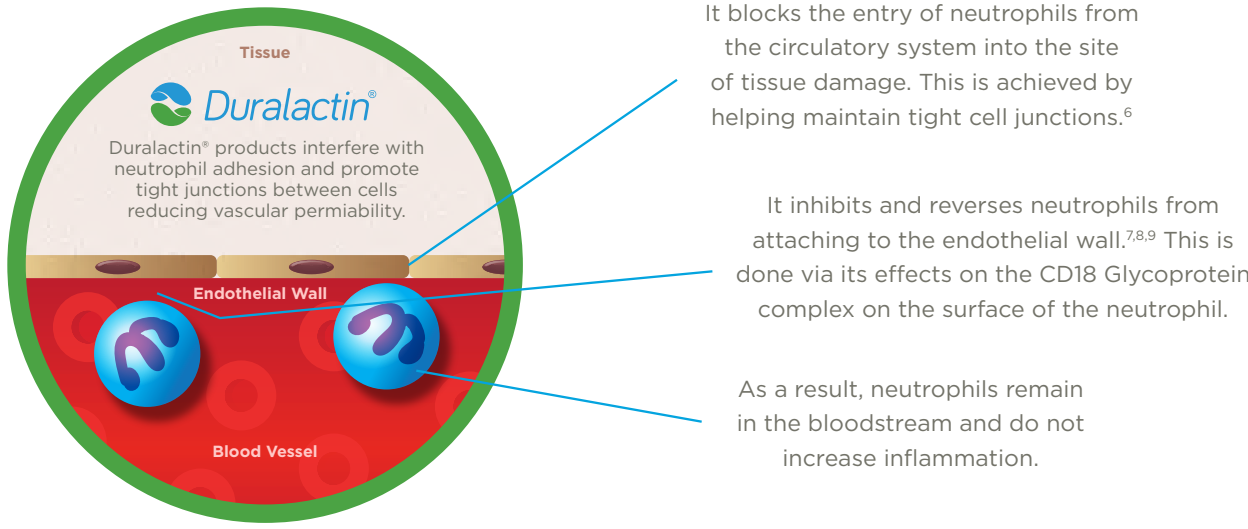 Tissue
Duralactin®
Duralactin® products interfere with
neutrophil adhesion and promote
tight junctions between cells
reducing vascular permiability.
Endothelial Wall
Blood Vessel
It blocks the entry of neutrophils from
the circulatory system into the site
of tissue damage. This is achieved by
helping maintain tight cell junctions.6
It inhibits and reverses neutrophils from
attaching to the endothelial wall.7,8,9 This is
done via its effects on the CD18 Glycoprotein
complex on the surface of the neutrophil.
As a result, neutrophils remain
in the bloodstream and do not
increase inflammation.